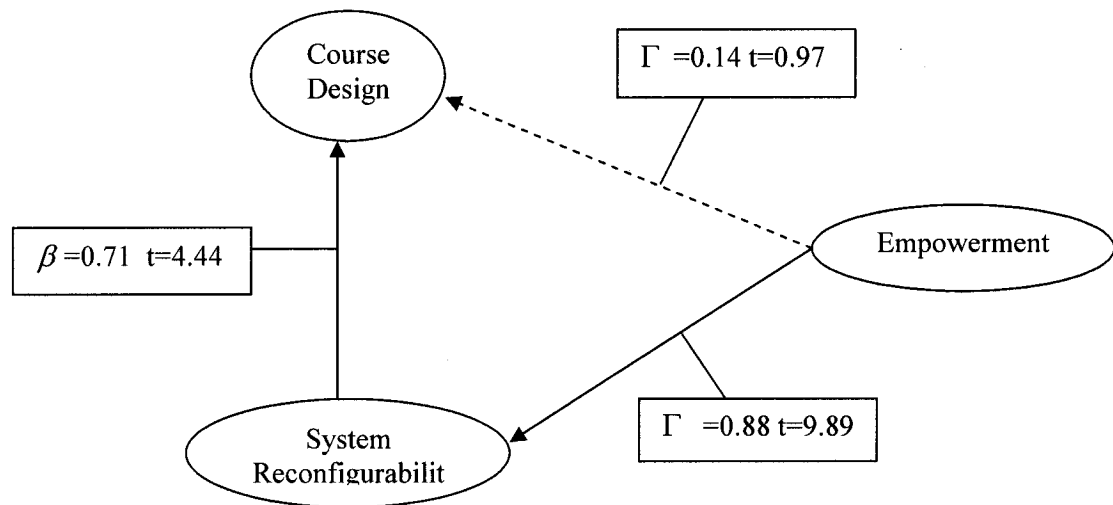 Course
Design
Γ =0.14 t=0.97
β =0.71 t=4.44
Empowerment
System
Reconfigurabilit
Γ =0.88 t=9.89